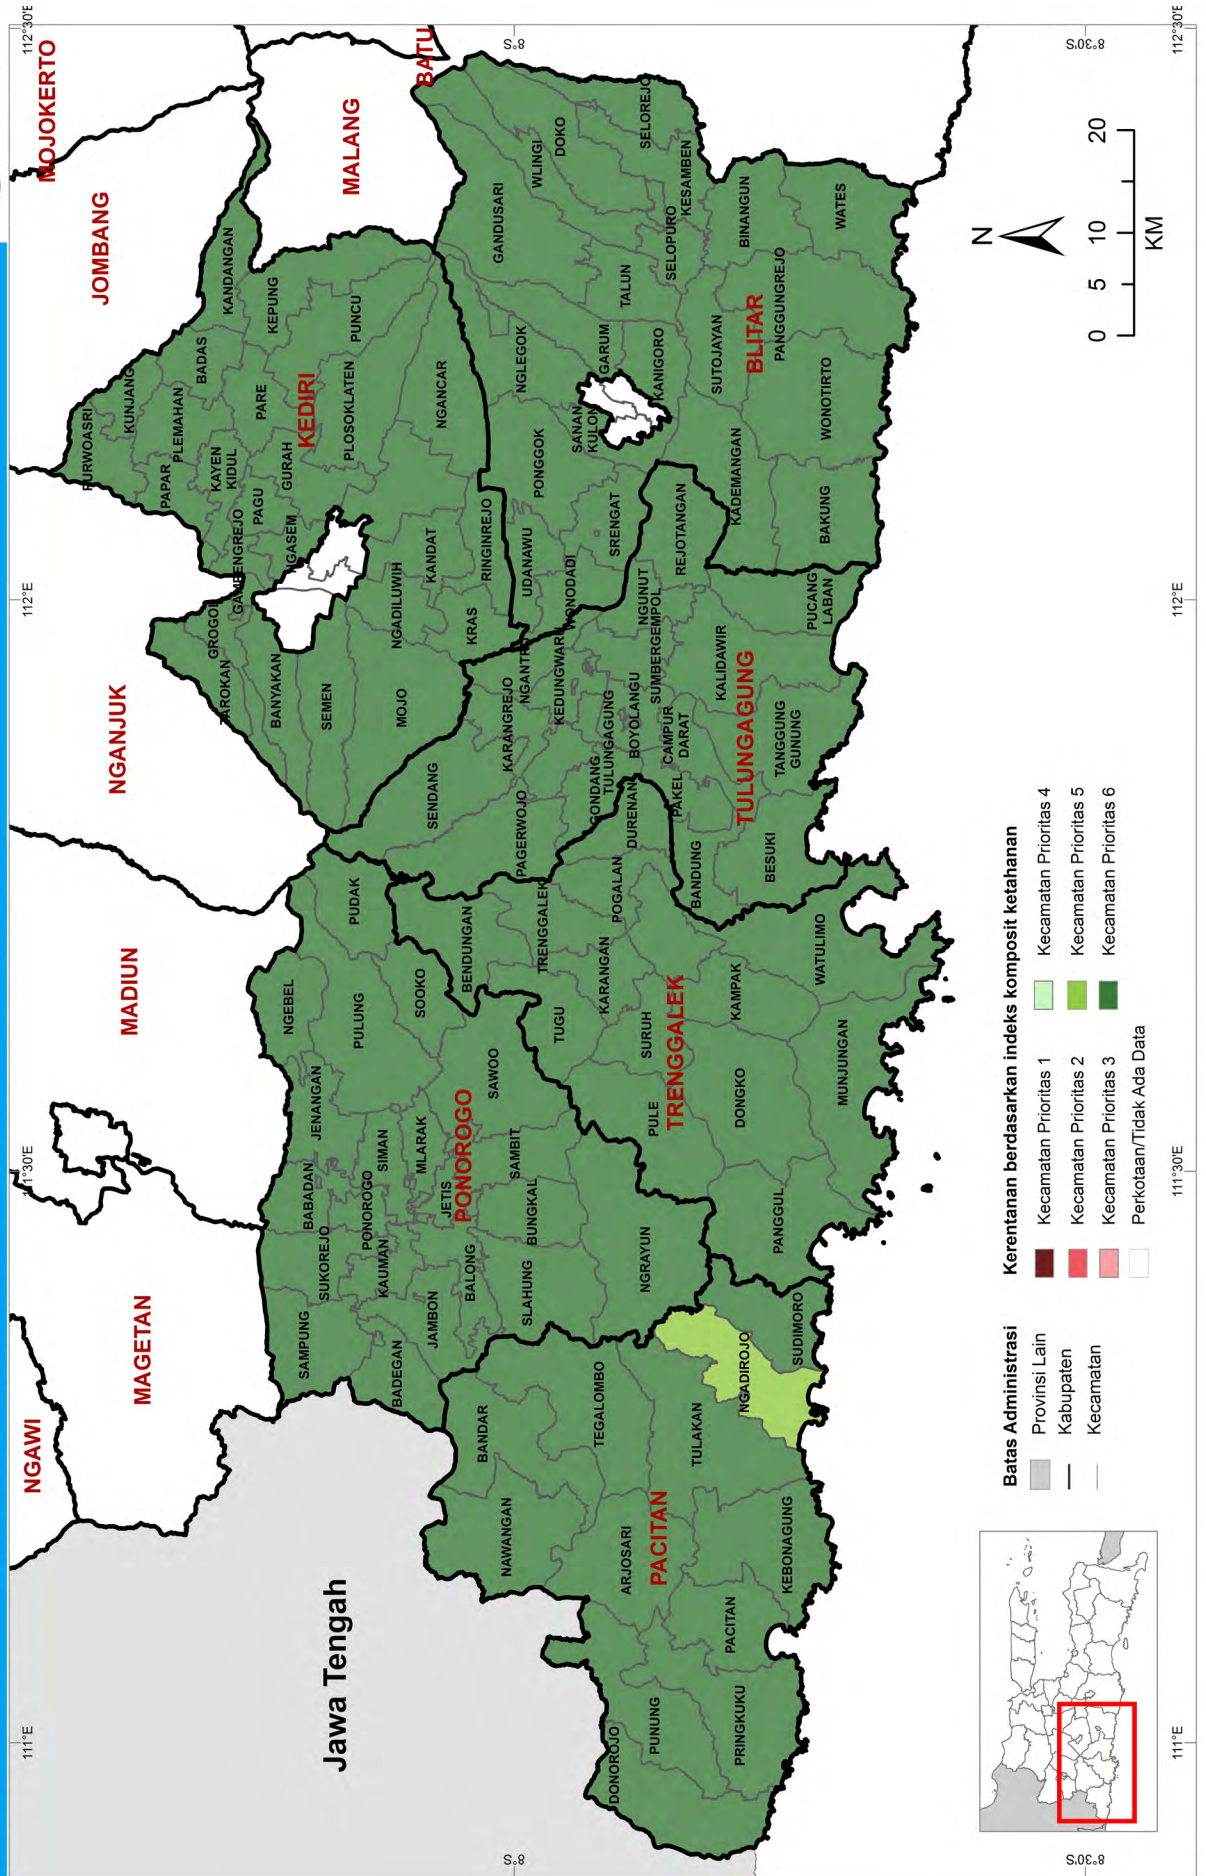 112°30'E
112°E
111°30'E
111°E
MOJOKERTO
JOMBANG
NGANJUK
MADIUN
MAGETAN
NGAWI
MALANG
BATU
Jawa Tengah
KEDIRI
PURWOASRI
KUNJANG
PAPAR
PLEMAHAN
BADAS
KANDANGAN
KAYEN
KIDUL
PARE
KEPUNG
PAGU
GURAH
PUNCU
PLOSOKLATEN
NGANCAR
GAMPENGREJO
NGASEM
GROGOL
TAROKAN
BANYAKAN
SEMEN
MOJO
NGADILUWIH
KANDAT
KRAS
RINGINREJO
BLITAR
GANDUSARI
WLINGI
DOKO
SELOREJO
KESAMBEN
SELOPURO
TALUN
BINANGUN
WATES
PANGGUNGREJO
SUTOJAYAN
KANIGORO
GARUM
NGLEGOK
SANAN
KULON
PONGGOK
UDANAWU
WONODADI
SRENGAT
KADEMANGAN
WONOTIRTO
BAKUNG
TULUNGAGUNG
REJOTANGAN
NGUNUT
SUMBERGEMPOL
PUCANG
LABAN
KALIDAWIR
NGANTRU
KEDUNGWARU
KARANGREJO
BOYOLANGU
TULUNGAGUNG
GONDANG
CAMPUR
DARAT
TANGGUNG
GUNUNG
PAKEL
SENDANG
PAGERWOJO
BANDUNG
BESUKI
TRENGGALEK
DURENAN
POGALAN
TRENGGALEK
BENDUNGAN
KARANGAN
TUGU
SURUH
KAMPAK
WATULIMO
PULE
DONGKO
MUNJUNGAN
PANGGUL
PONOROGO
PUDAK
NGEBEL
PULUNG
SOOKO
SAWOO
JENANGAN
BABADAN
SIMAN
MLARAK
PONOROGO
JETIS
SAMBIT
BUNGKAL
SUKOREJO
KAUMAN
BALONG
SAMPUNG
JAMBON
BADEGAN
SLAHUNG
NGRAYUN
PACITAN
SUDIMORO
NGADIROJO
TULAKAN
TEGALOMBO
BANDAR
NAWANGAN
ARJOSARI
KEBONAGUNG
PACITAN
PUNUNG
PRINGKUKU
DONOROJO
8°S
8°30'S
8°S
8°30'S
N
0
5
10
20
KM
112°30'E
112°E
111°30'E
111°E
Batas Administrasi
Provinsi Lain
Kabupaten
Kecamatan
Kerentanan berdasarkan indeks komposit ketahanan
Kecamatan Prioritas 1
Kecamatan Prioritas 2
Kecamatan Prioritas 3
Perkotaan/Tidak Ada Data
Kecamatan Prioritas 4
Kecamatan Prioritas 5
Kecamatan Prioritas 6